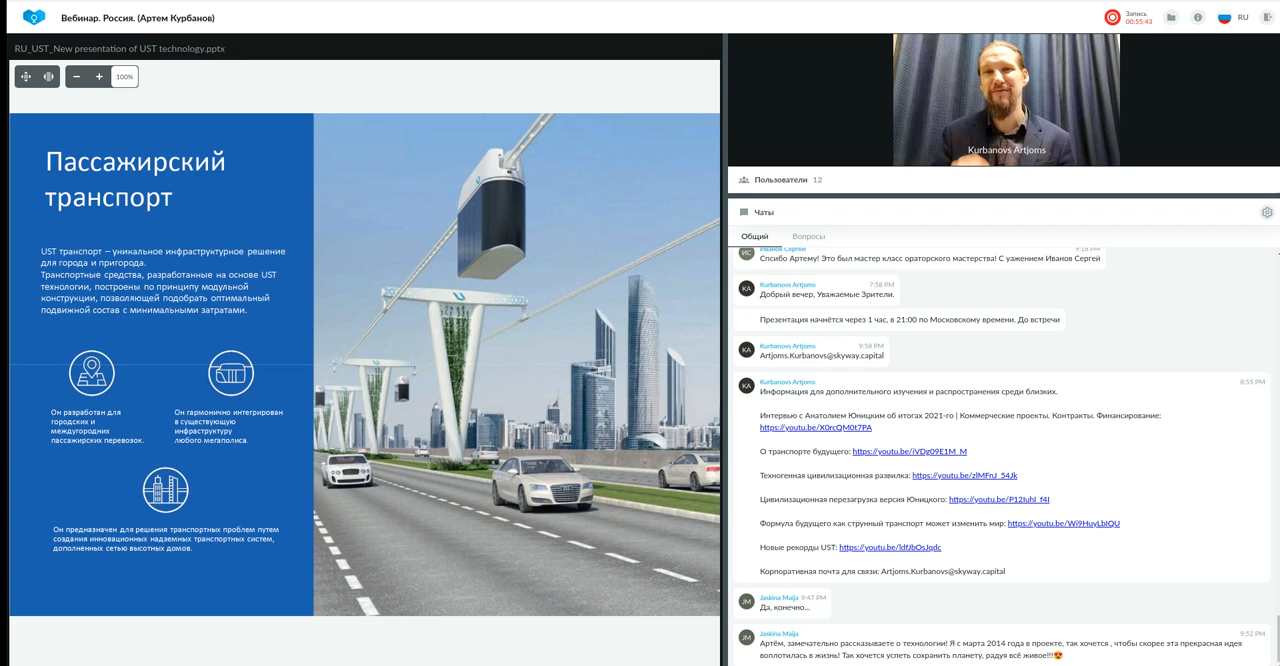 Вебинар. Россия. (Артем Курбанов)
Запись
00:55:43
RU
RU_UST_New presentation of UST technology.pptx
100%
Пассажирский
транспорт
UST транспорт – уникальное инфраструктурное решение
для города и пригорода.
Транспортные средства, разработанные на основе UST
технологии, построены по принципу модульной
конструкции, позволяющей подобрать оптимальный
подвижной состав с минимальными затратами.
Он разработан для
городских и
междугородних
пассажирских перевозок.
Он гармонично интегрирован
в существующую
инфраструктуру
любого мегаполиса.
Он предназначен для решения транспортных проблем путем
создания инновационных надземных транспортных систем,
дополненных сетью высотных домов.
Kurbanovs Artjoms
Пользователи 12
Чаты
Общий Вопросы
ИС Иванов Сергей 9:18 PM
Спсибо Артему! Это был мастер класс ораторского мастерства! С уажением Иванов Сергей
KA Kurbanovs Artjoms 7:58 PM
Добрый вечер, Уважаемые Зрители.
Презентация начнётся через 1 час, в 21:00 по Московскому времени. До встречи
KA Kurbanovs Artjoms 9:58 PM
Artjoms.Kurbanovs@skyway.capital
KA Kurbanovs Artjoms 8:55 PM
Информация для дополнительного изучения и распространения среди близких.
Интервью с Анатолием Юницким об итогах 2021-го | Коммерческие проекты. Контракты. Финансирование:
https://youtu.be/X0rcQM0t7PA
О транспорте будущего: https://youtu.be/iVDg09E1M_M
Техногенная цивилизационная развилка: https://youtu.be/zlMFnJ_54Jk
Цивилизационная перезагрузка версия Юницкого: https://youtu.be/P12IuhI_f4I
Формула будущего как струнный транспорт может изменить мир: https://youtu.be/Wi9HuyLbIQU
Новые рекорды UST: https://youtu.be/ldfJbOsJqdc
Корпоративная почта для связи: Artjoms.Kurbanovs@skyway.capital
JM Jaskina Maija 9:47 PM
Да, конечно...
JM Jaskina Maija 9:52 PM
Артём, замечательно рассказываете о технологии! Я с марта 2014 года в проекте, так хочется , чтобы скорее эта прекрасная идея
воплотилась в жизнь! Так хочется успеть сохранить планету, радуя всё живое!!!😍